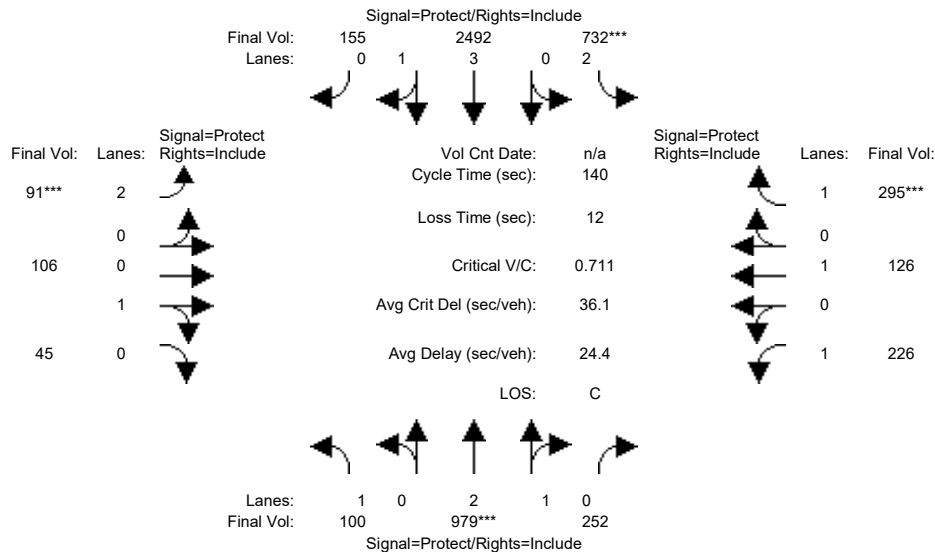 Signal=Protect/Rights=Include
Final Vol: 155 2492 732***
Lanes: 0 1 3 0 2
Signal=Protect Signal=Protect
Final Vol: Lanes: Rights=Include Vol Cnt Date: n/a Rights=Include Lanes: Final Vol:
Cycle Time (sec): 140
91*** 2 1 295***
Loss Time (sec): 12
0 0
106 0 Critical V/C: 0.711 1 126
1 Avg Crit Del (sec/veh): 36.1 0
45 0 Avg Delay (sec/veh): 24.4 1 226
LOS: C
Lanes: 1 0 2 1 0
Final Vol: 100 979*** 252
Signal=Protect/Rights=Include